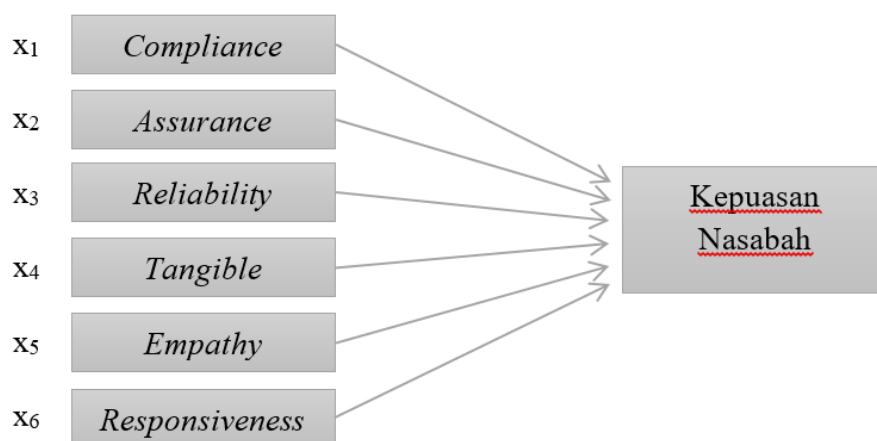 x1 Compliance
x2 Assurance
x3 Reliability
x4 Tangible
x5 Empathy
x6 Responsiveness
Kepuasan
Nasabah